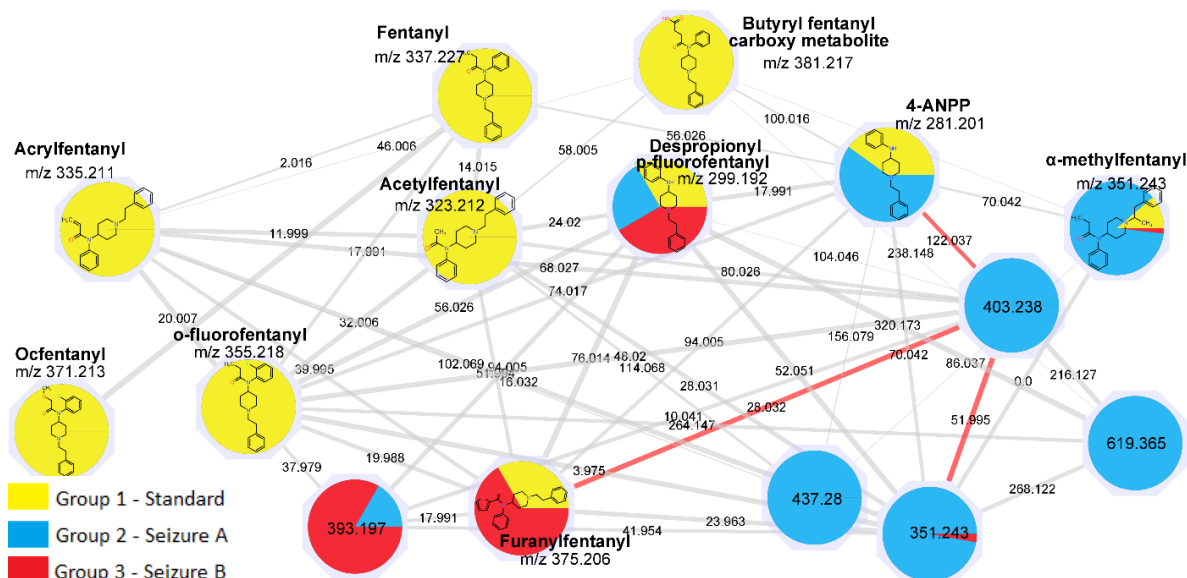 Fentanyl
m/z 337.227
Butyryl fentanyl
carboxy metabolite
m/z 381.217
4-ANPP
m/z 281.201
Acrylfentanyl
m/z 335.211
Acetylfentanyl
m/z 323.212
Despropionyl
p-fluorofentanyl
m/z 299.192
α-methylfentanyl
m/z 351.243
2.016
46.006
14.015
58.005
56.026
100.016
17.991
70.042
122.037
11.999
17.991
24.02
68.027
74.017
80.026
104.046
238.148
403.238
20.007
32.006
56.026
o-fluorofentanyl
m/z 355.218
Ocfentanyl
m/z 371.213
39.995
102.069
94.005
16.032
76.014
48.02
114.068
94.005
156.079
320.173
70.042
52.051
86.037
0.0
216.127
28.031
28.032
10.041
264.147
51.995
619.365
37.979
19.988
3.975
437.28
268.122
393.197
17.991
Furanylfentanyl
m/z 375.206
23.963
41.954
351.243
Group 1 - Standard
Group 2 - Seizure A
Group 3 - Seizure B